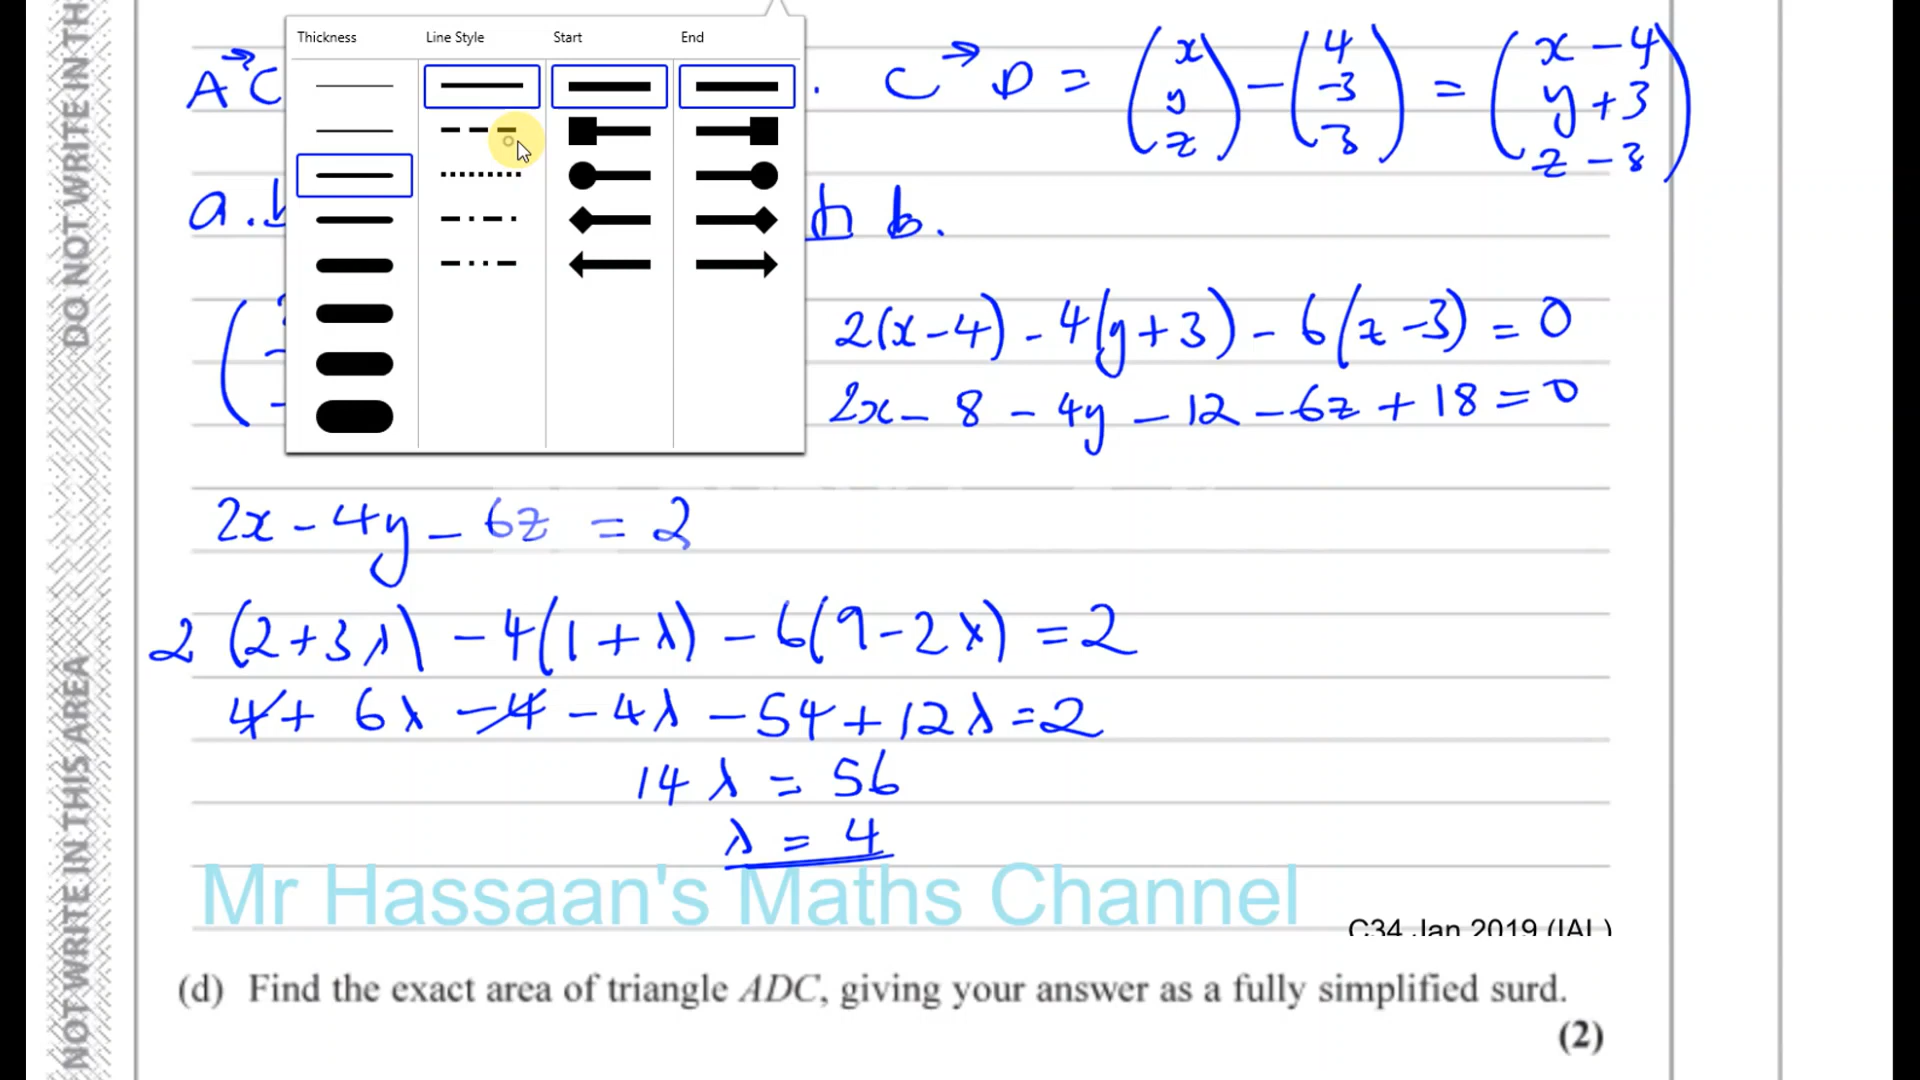 Thickness Line Style Start End
AC⃗ . CD⃗ = (x y z) − (4 -3 3) = (x − 4 y + 3 z − 3)
a . h b.
2(x − 4) − 4(y + 3) − 6(z − 3) = 0
2x − 8 − 4y − 12 − 6z + 18 = 0
2x − 4y − 6z = 2
2 (2 + 3λ) − 4(1 + λ) − 6(9 − 2λ) = 2
4 + 6λ − 4 − 4λ − 54 + 12λ = 2
14 λ = 56
λ = 4
Mr Hassaan's Maths Channel
C34 Jan 2019 (IAL)
(d) Find the exact area of triangle ADC, giving your answer as a fully simplified surd.
(2)
DO NOT WRITE IN TH
NOT WRITE IN THIS AREA